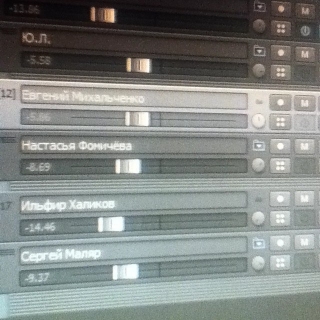 -13.86
M
Ю.Л.
-5.58
M
[12] Евгений Михальченко
-5.86
M
Настасья Фомичёва
-8.69
M
17 Ильфир Халиков
-14.46
M
Сергей Маляр
-9.37
M